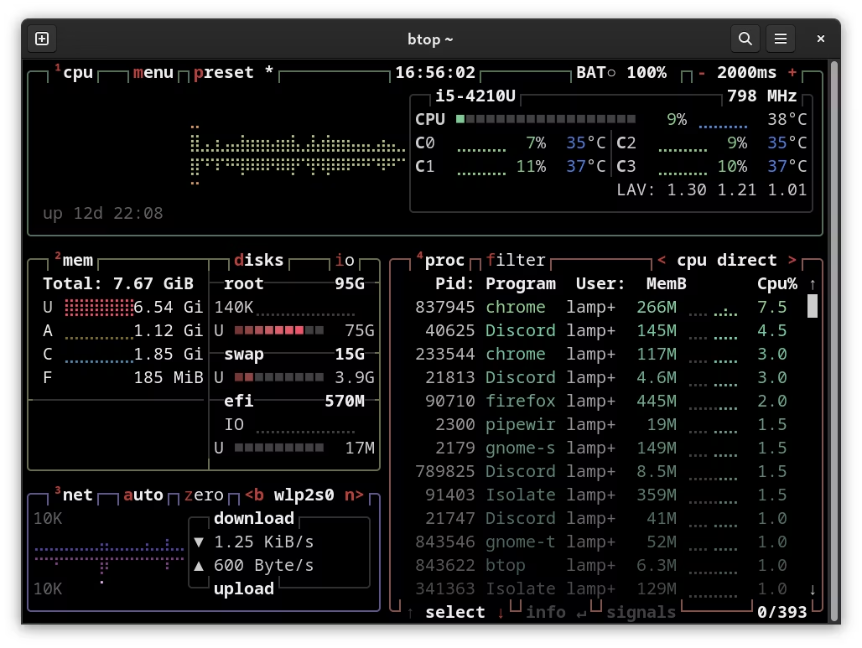 btop ~
1cpu menu preset * 16:56:02 BAT○ 100% - 2000ms +
i5-4210U 798 MHz
CPU 9% 38°C
C0 7% 35°C C2 9% 35°C
C1 11% 37°C C3 10% 37°C
LAV: 1.30 1.21 1.01
up 12d 22:08
2mem
Total: 7.67 GiB
U 6.54 Gi
A 1.12 Gi
C 1.85 Gi
F 185 MiB
disks io
root 95G
140K
U 75G
swap 15G
U 3.9G
efi 570M
IO
U 17M
3net auto zero <b wlp2s0 n>
10K
10K
download
▼ 1.25 KiB/s
▲ 600 Byte/s
upload
4proc filter < cpu direct >
Pid: Program User: MemB Cpu% ↑
837945 chrome lamp+ 266M 7.5
40625 Discord lamp+ 145M 4.5
233544 chrome lamp+ 117M 3.0
21813 Discord lamp+ 4.6M 3.0
90710 firefox lamp+ 445M 2.0
2300 pipewir lamp+ 19M 1.5
2179 gnome-s lamp+ 149M 1.5
789825 Discord lamp+ 8.5M 1.5
91403 Isolate lamp+ 359M 1.5
21747 Discord lamp+ 41M 1.0
843546 gnome-t lamp+ 52M 1.0
843622 btop lamp+ 6.3M 1.0
341363 Isolate lamp+ 129M 1.0 ↓
↑ select ↓ info ↵ signals 0/393